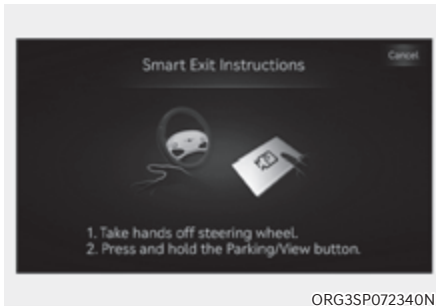 Smart Exit Instructions
Cancel
1. Take hands off steering wheel.
2. Press and hold the Parking/View button.
ORG3SP072340N